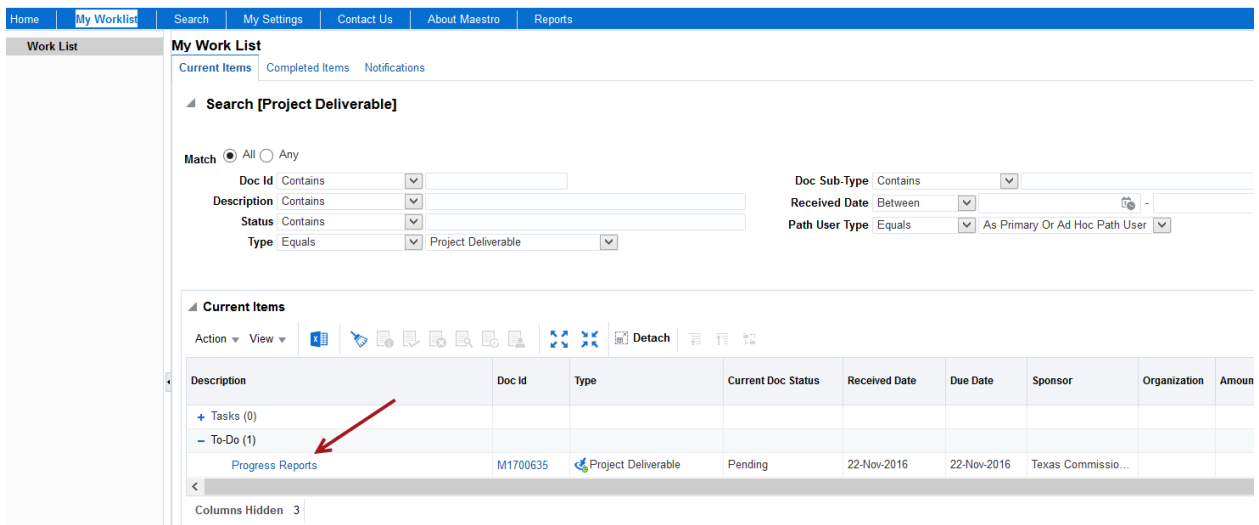 Home My Worklist Search My Settings Contact Us About Maestro Reports
Work List
My Work List
Current Items Completed Items Notifications
Search [Project Deliverable]
Match All Any
Doc Id Contains Doc Sub-Type Contains
Description Contains Received Date Between -
Status Contains Path User Type Equals As Primary Or Ad Hoc Path User
Type Equals Project Deliverable
Current Items
Action View Detach
Description Doc Id Type Current Doc Status Received Date Due Date Sponsor Organization Amoun
+ Tasks (0)
− To-Do (1)
Progress Reports M1700635 Project Deliverable Pending 22-Nov-2016 22-Nov-2016 Texas Commissio...
Columns Hidden 3